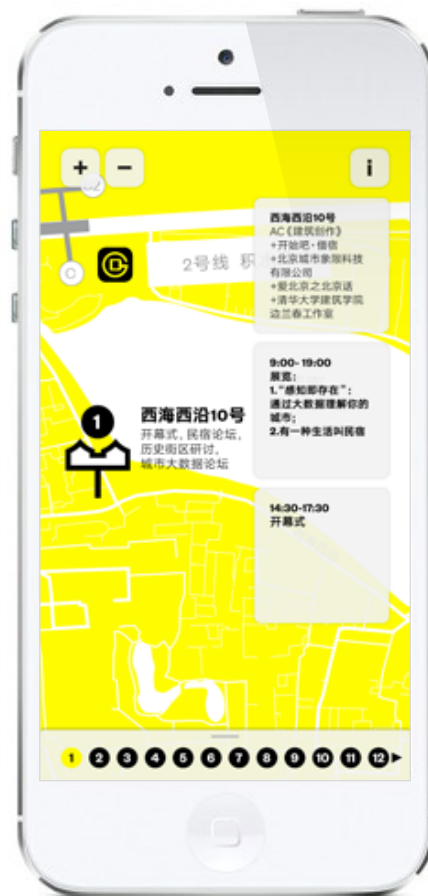 +
−
i
2
C
2号线 积
西海西沿10号
AC《建筑创作》
+开始吧·借宿
+北京城市象限科技
有限公司
+爱北京之北京话
+清华大学建筑学院
边兰春工作室
9:00- 19:00
展览:
1.“感知即存在”;
通过大数据理解你的
城市;
2.有一种生活叫民宿
1
西海西沿10号
开幕式, 民宿论坛,
历史街区研讨,
城市大数据论坛
14:30-17:30
开幕式
1 2 3 4 5 6 7 8 9 10 11 12